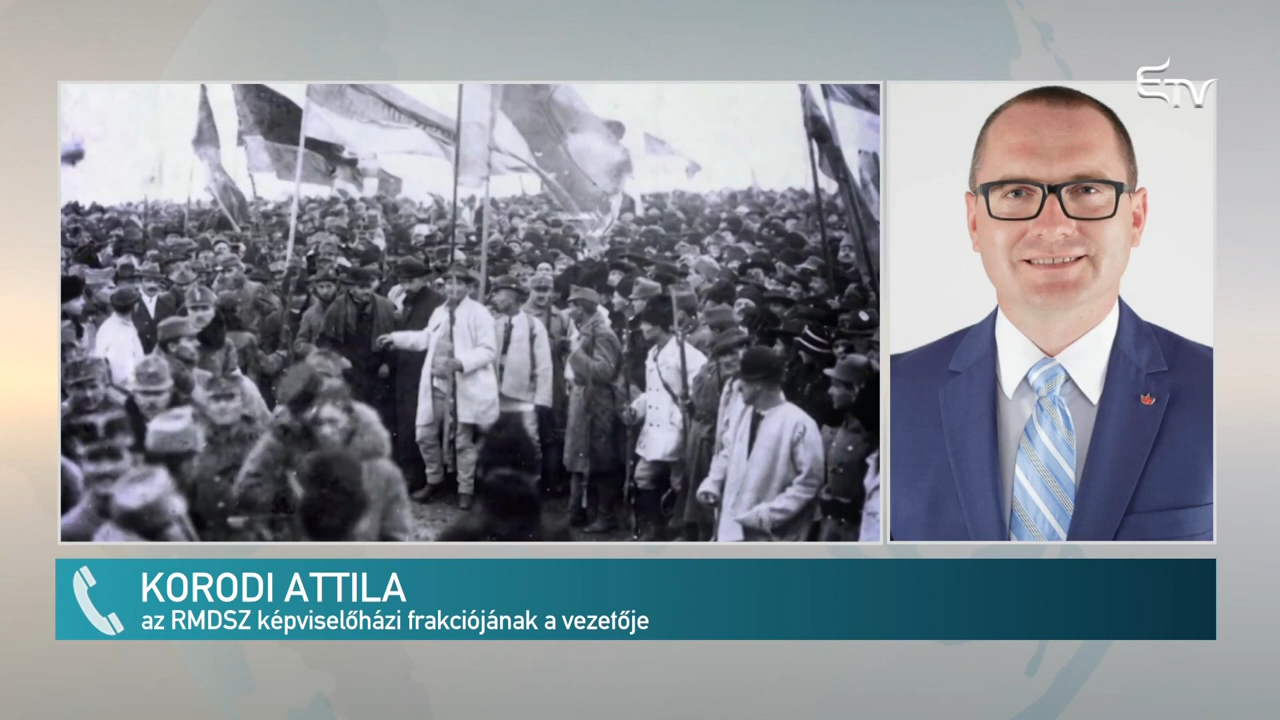 ETV
KORODI ATTILA
az RMDSZ képviselőházi frakciójának a vezetője